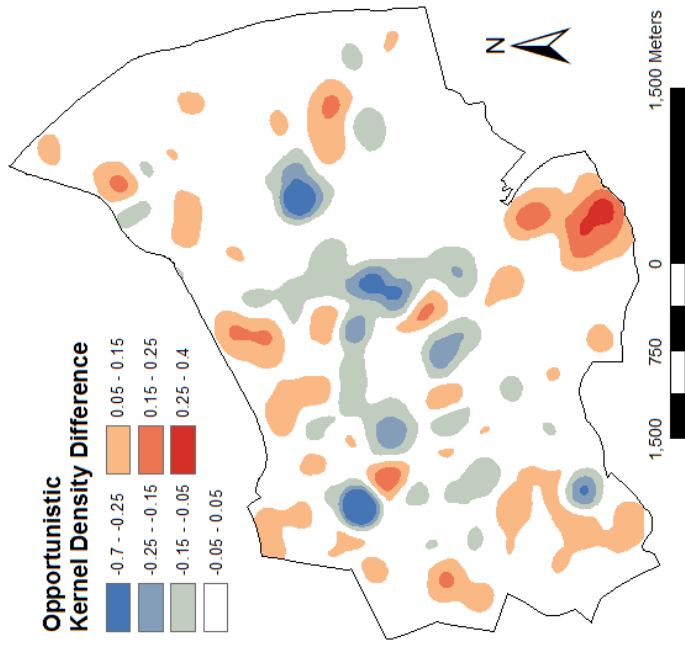 Opportunistic
Kernel Density Difference
-0.7 - -0.25
-0.25 - -0.15
-0.15 - -0.05
-0.05 - 0.05
0.05 - 0.15
0.15 - 0.25
0.25 - 0.4
N
1,500 750 0 1,500 Meters